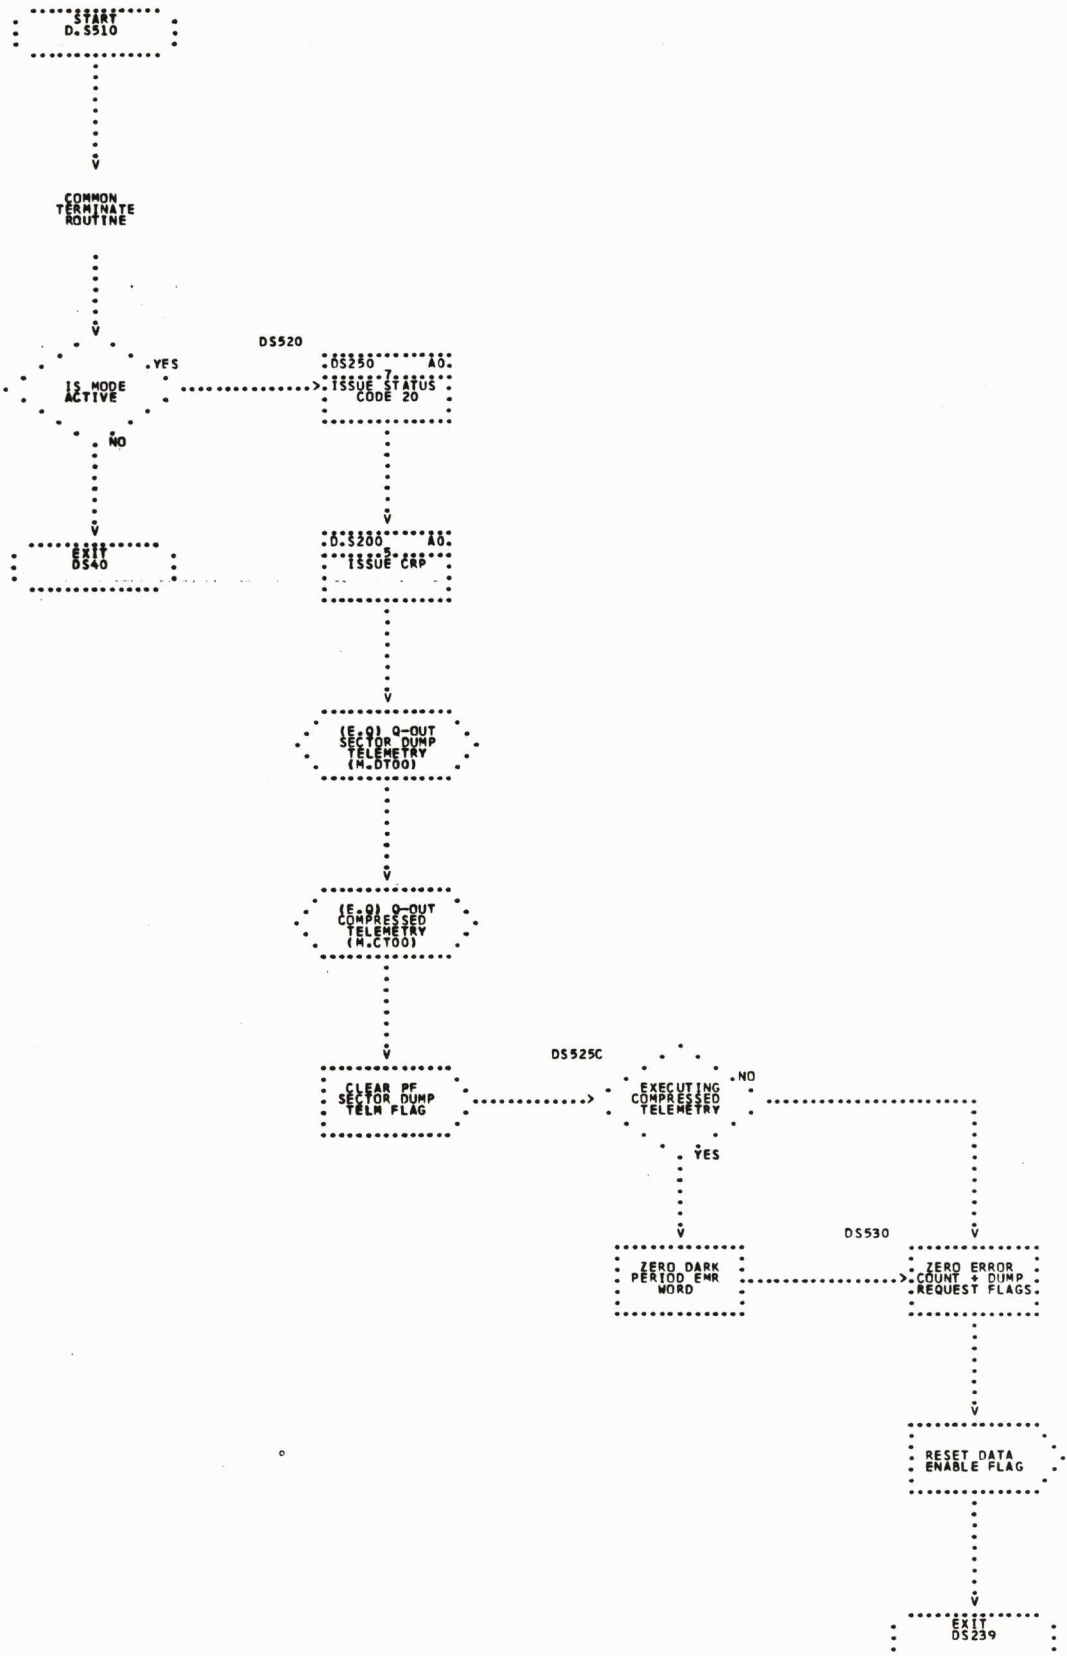 START
D.S510
COMMON
TERMINATE
ROUTINE
IS MODE
ACTIVE
YES
NO
EXIT
DS40
DS520
DS250 A0
7
ISSUE STATUS
CODE 20
D.S200 A0
5
ISSUE CRP
(E.Q) Q-OUT
SECTOR DUMP
TELEMETRY
(M.DT00)
(E.Q) Q-OUT
COMPRESSED
TELEMETRY
(M.CT00)
CLEAR PF
SECTOR DUMP
TELM FLAG
DS525C
EXECUTING
COMPRESSED
TELEMETRY
NO
YES
ZERO DARK
PERIOD EMR
WORD
DS530
ZERO ERROR
COUNT + DUMP
REQUEST FLAGS
RESET DATA
ENABLE FLAG
EXIT
DS239